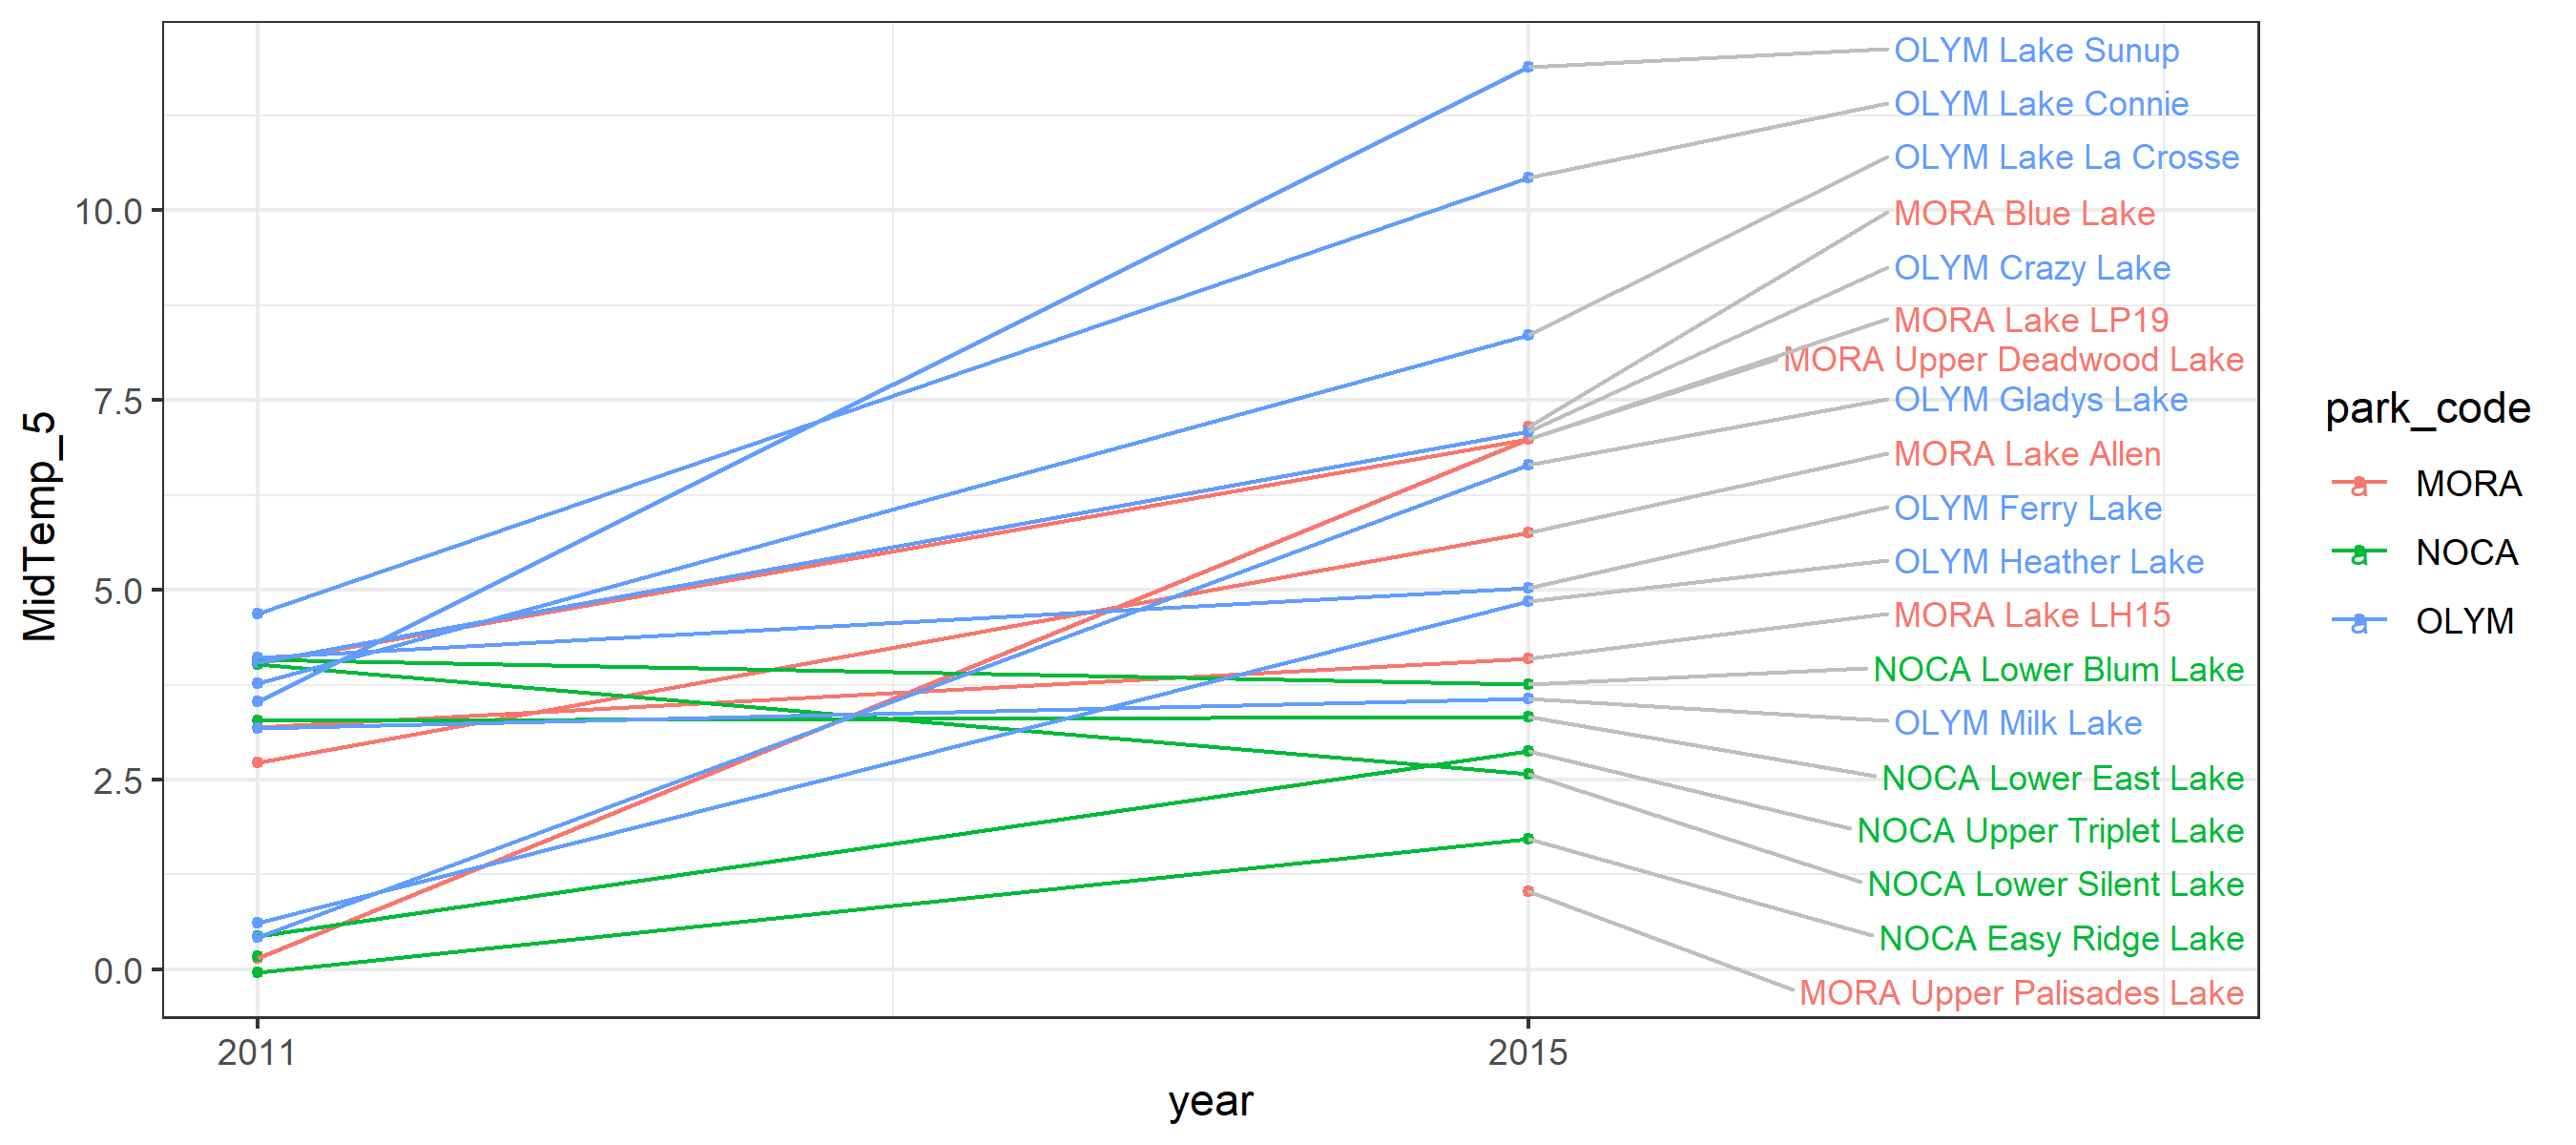 OLYM Lake Sunup
OLYM Lake Connie
OLYM Lake La Crosse
MORA Blue Lake
OLYM Crazy Lake
MORA Lake LP19
MORA Upper Deadwood Lake
OLYM Gladys Lake
MORA Lake Allen
OLYM Ferry Lake
OLYM Heather Lake
MORA Lake LH15
NOCA Lower Blum Lake
OLYM Milk Lake
NOCA Lower East Lake
NOCA Upper Triplet Lake
NOCA Lower Silent Lake
NOCA Easy Ridge Lake
MORA Upper Palisades Lake
10.0
7.5
5.0
2.5
0.0
MidTemp_5
2011
2015
year
park_code
a MORA
a NOCA
a OLYM